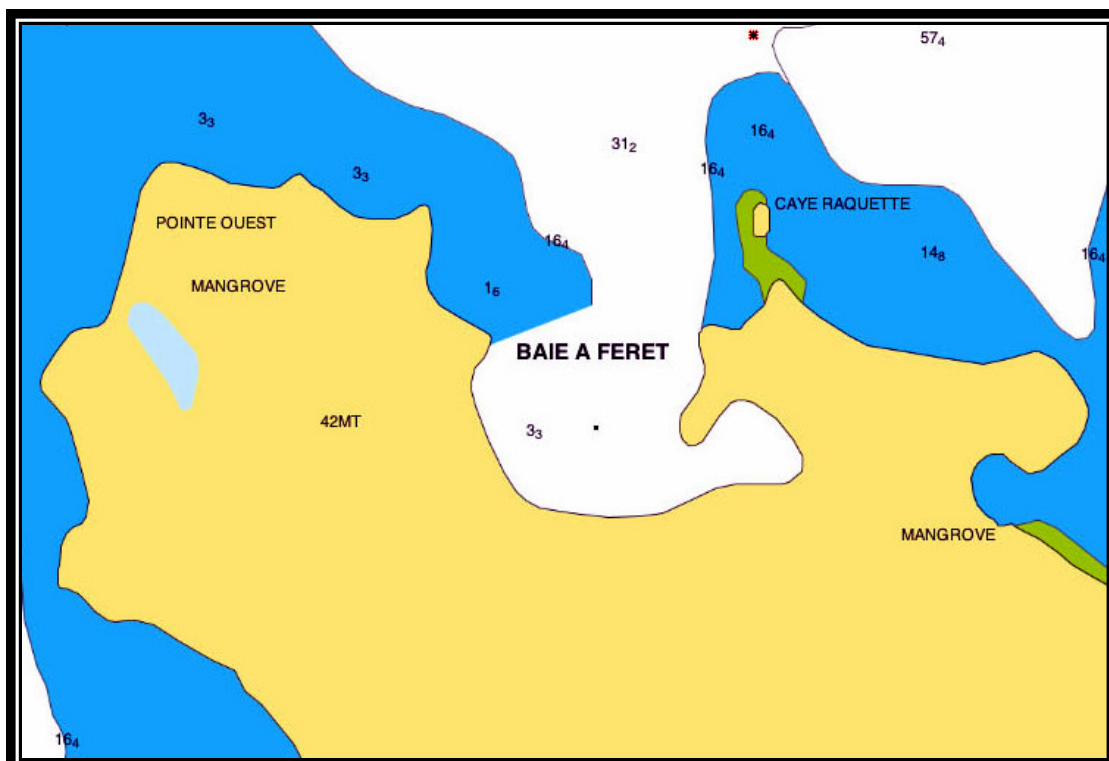 57₄
3₃
16₄
31₂
3₃
16₄
CAYE RAQUETTE
POINTE OUEST
16₄
14₈
16₄
MANGROVE
1₆
BAIE A FERET
42MT
3₃
MANGROVE
16₄